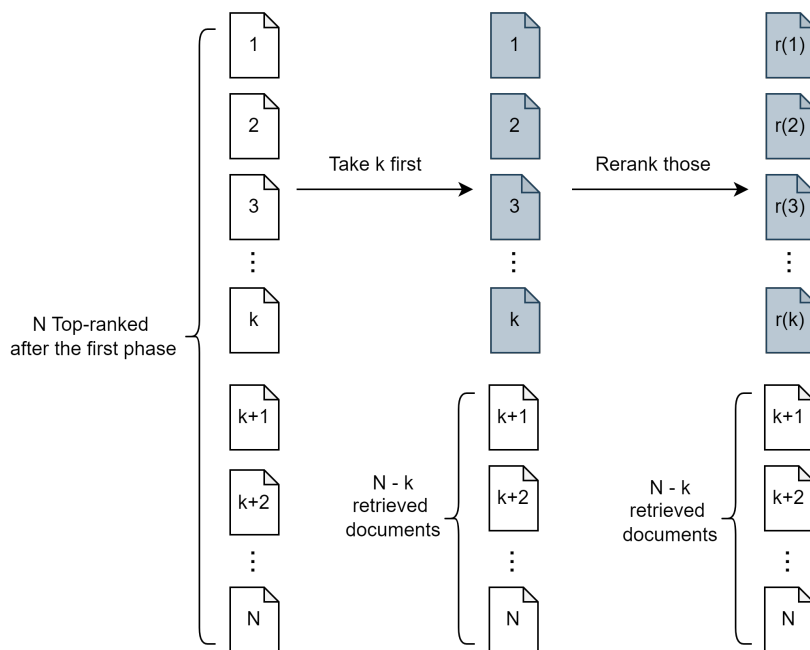 1
1
r(1)
2
2
r(2)
Take k first
Rerank those
3
3
r(3)
k
k
r(k)
N Top-ranked
after the first phase
k+1
k+1
k+1
k+2
k+2
k+2
N - k
retrieved
documents
N - k
retrieved
documents
N
N
N